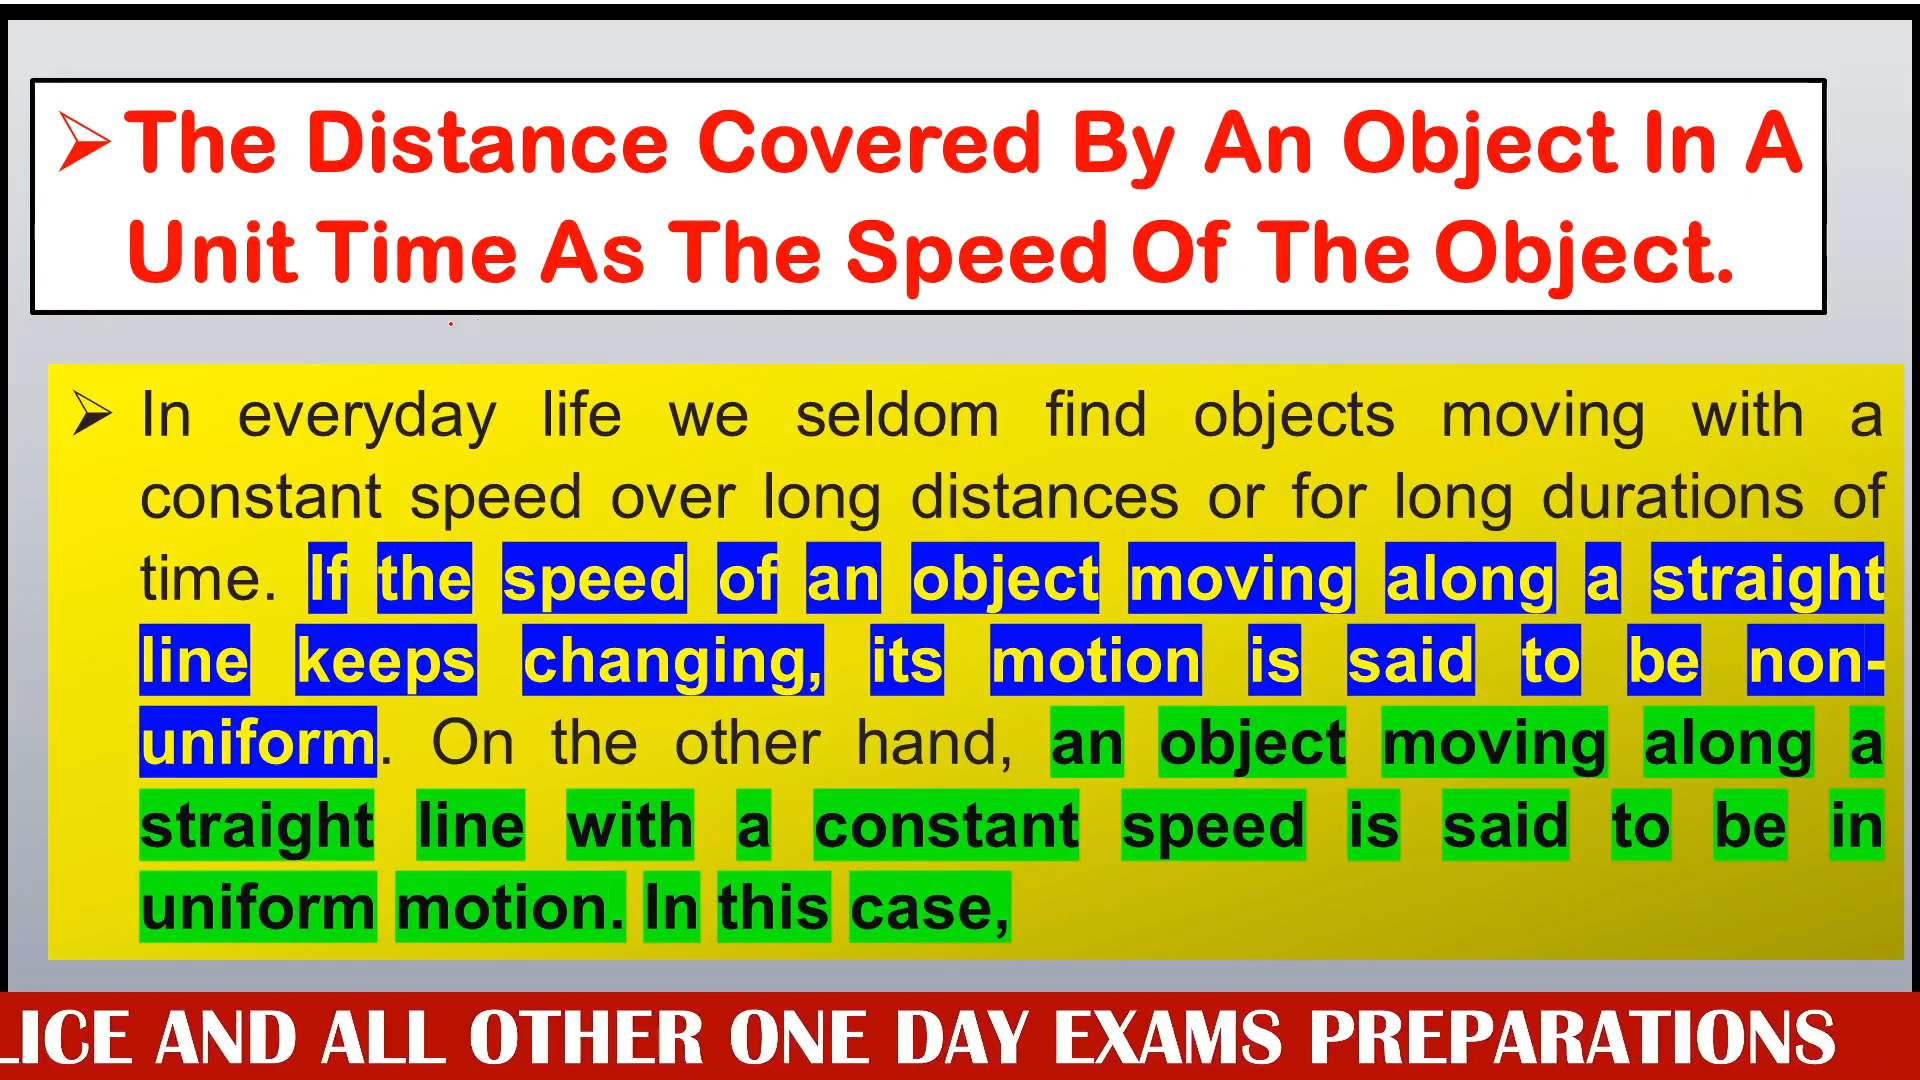 ➢ The Distance Covered By An Object In A
Unit Time As The Speed Of The Object.
➢ In everyday life we seldom find objects moving with a
constant speed over long distances or for long durations of
time. If the speed of an object moving along a straight
line keeps changing, its motion is said to be non-
uniform. On the other hand, an object moving along a
straight line with a constant speed is said to be in
uniform motion. In this case,
LICE AND ALL OTHER ONE DAY EXAMS PREPARATIONS